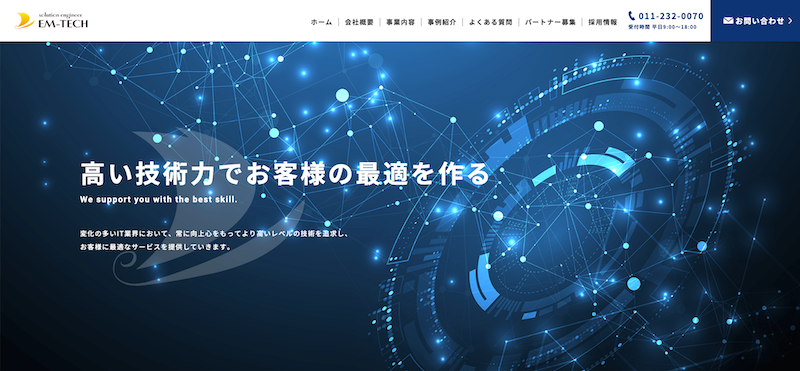 solution engineer
EM-TECH
ホーム
会社概要
事業内容
事例紹介
よくある質問
パートナー募集
採用情報
011-232-0070
受付時間 平日9:00〜18:00
お問い合わせ
高い技術力でお客様の最適を作る
We support you with the best skill.
変化の多いIT業界において、常に向上心をもってより高いレベルの技術を追求し、
お客様に最適なサービスを提供していきます。